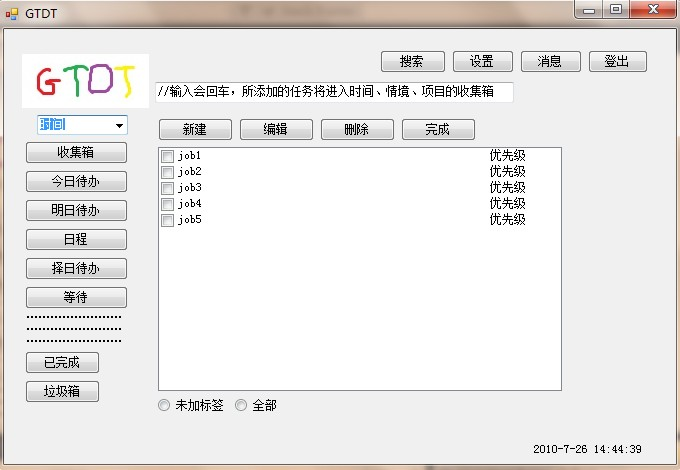 GTDT
搜索 设置 消息 登出
GTDT
//输入会回车，所添加的任务将进入时间、情境、项目的收集箱
时间
新建 编辑 删除 完成
收集箱
今日待办
明日待办
日程
择日待办
等待
已完成
垃圾箱
job1 优先级
job2 优先级
job3 优先级
job4 优先级
job5 优先级
未加标签 全部
2010-7-26 14:44:39